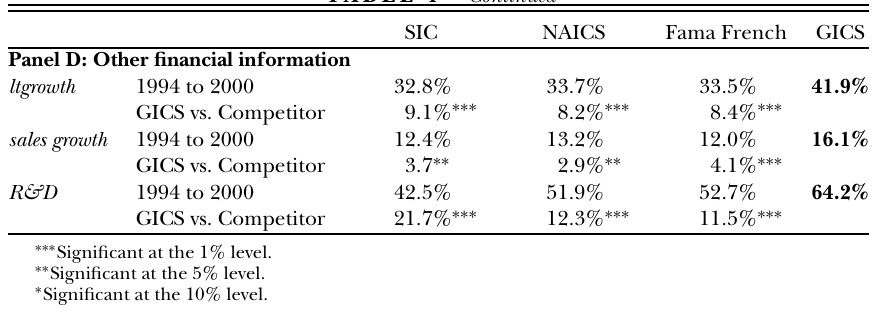 SIC NAICS Fama French GICS
Panel D: Other financial information
ltgrowth 1994 to 2000 32.8% 33.7% 33.5% 41.9%
GICS vs. Competitor 9.1%*** 8.2%*** 8.4%***
sales growth 1994 to 2000 12.4% 13.2% 12.0% 16.1%
GICS vs. Competitor 3.7** 2.9%** 4.1%***
R&D 1994 to 2000 42.5% 51.9% 52.7% 64.2%
GICS vs. Competitor 21.7%*** 12.3%*** 11.5%***
***Significant at the 1% level.
**Significant at the 5% level.
*Significant at the 10% level.